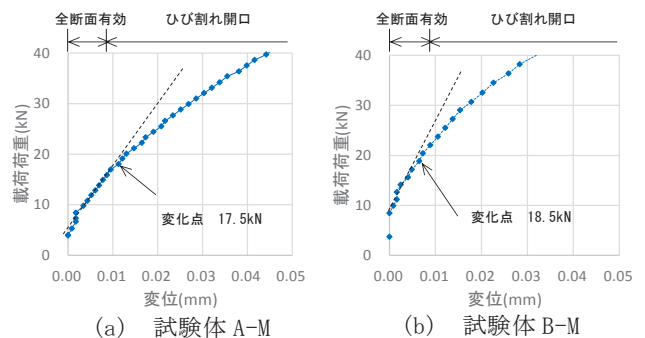 全断面有効 ひび割れ開口
載荷荷重(kN)
40
30
20
10
0
変化点 17.5kN
0.00 0.01 0.02 0.03 0.04 0.05
変位(mm)
(a) 試験体 A-M
全断面有効 ひび割れ開口
載荷荷重(kN)
40
30
20
10
0
変化点 18.5kN
0.00 0.01 0.02 0.03 0.04 0.05
変位(mm)
(b) 試験体 B-M